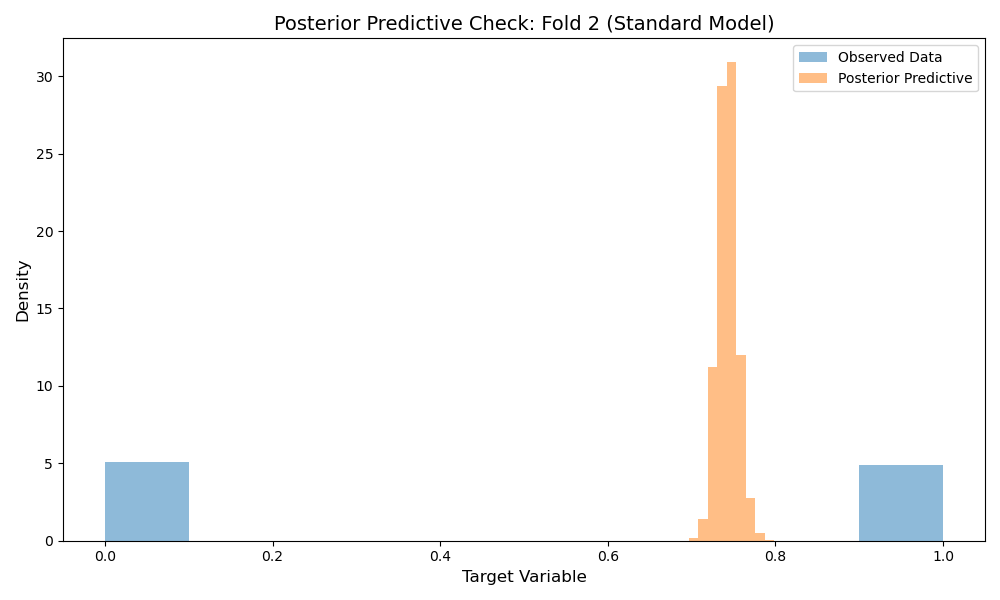 Posterior Predictive Check: Fold 2 (Standard Model)
Observed Data
Posterior Predictive
Density
30
25
20
15
10
5
0
0.0 0.2 0.4 0.6 0.8 1.0
Target Variable